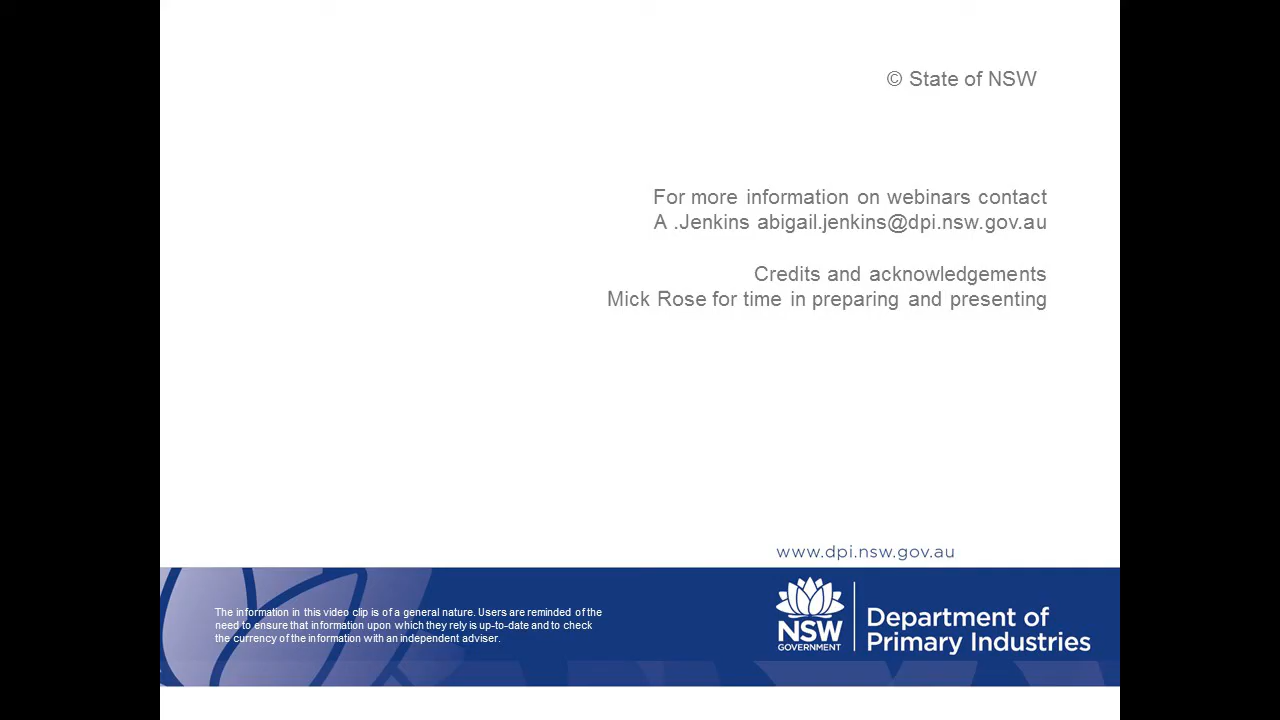 © State of NSW
For more information on webinars contact
A .Jenkins abigail.jenkins@dpi.nsw.gov.au
Credits and acknowledgements
Mick Rose for time in preparing and presenting
www.dpi.nsw.gov.au
The information in this video clip is of a general nature. Users are reminded of the
need to ensure that information upon which they rely is up-to-date and to check
the currency of the information with an independent adviser.
NSW
GOVERNMENT
Department of
Primary Industries